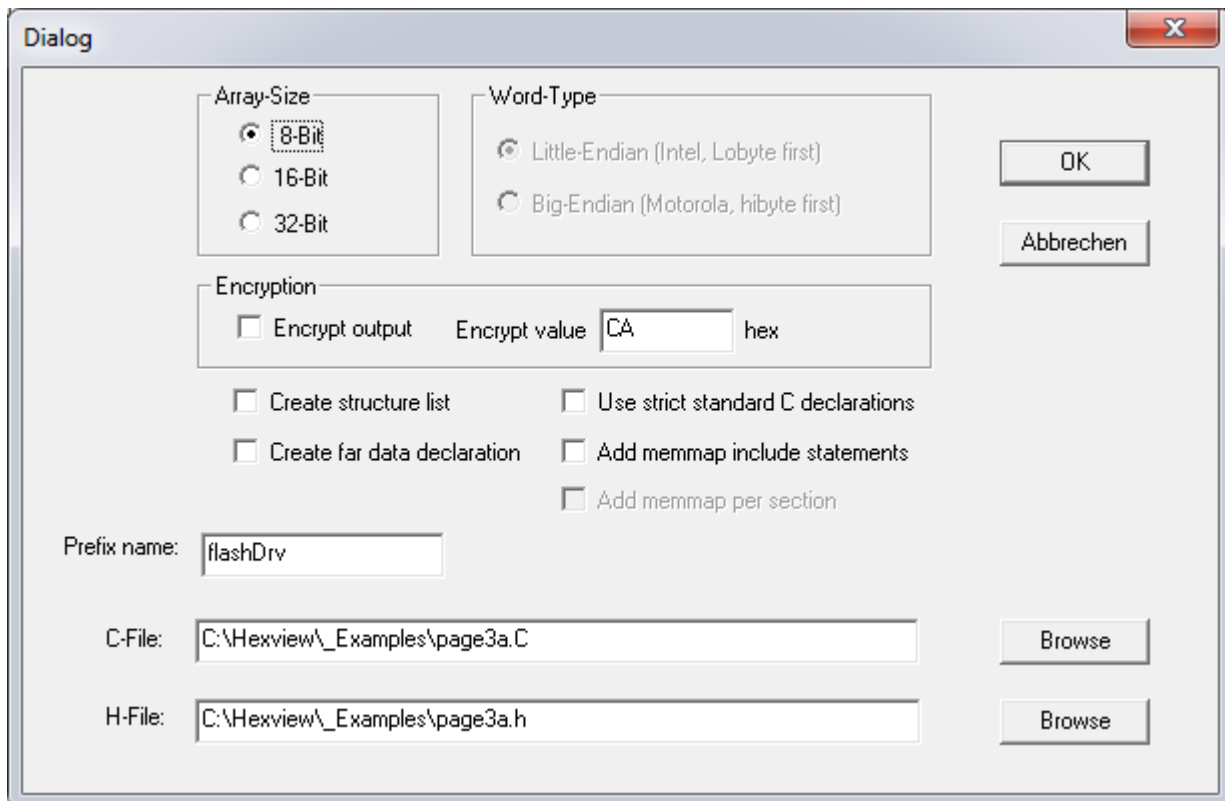 Dialog
Array-Size
8-Bit
16-Bit
32-Bit
Word-Type
Little-Endian (Intel, Lobyte first)
Big-Endian (Motorola, hibyte first)
OK
Abbrechen
Encryption
Encrypt output Encrypt value CA hex
Create structure list Use strict standard C declarations
Create far data declaration Add memmap include statements
Add memmap per section
Prefix name: flashDrv
C-File: C:\Hexview\_Examples\page3a.C Browse
H-File: C:\Hexview\_Examples\page3a.h Browse